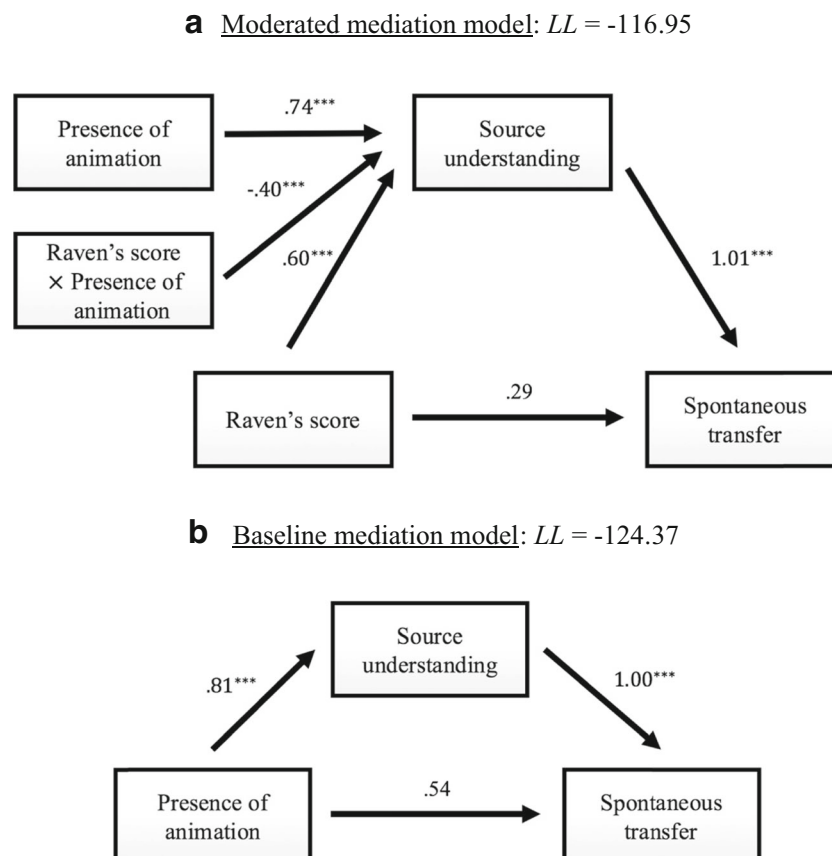 a Moderated mediation model: LL = -116.95
Presence of
animation
.74***
Source
understanding
-.40***
Raven's score
× Presence of
animation
.60***
1.01***
Raven's score
.29
Spontaneous
transfer
b Baseline mediation model: LL = -124.37
Source
understanding
.81***
1.00***
Presence of
animation
.54
Spontaneous
transfer